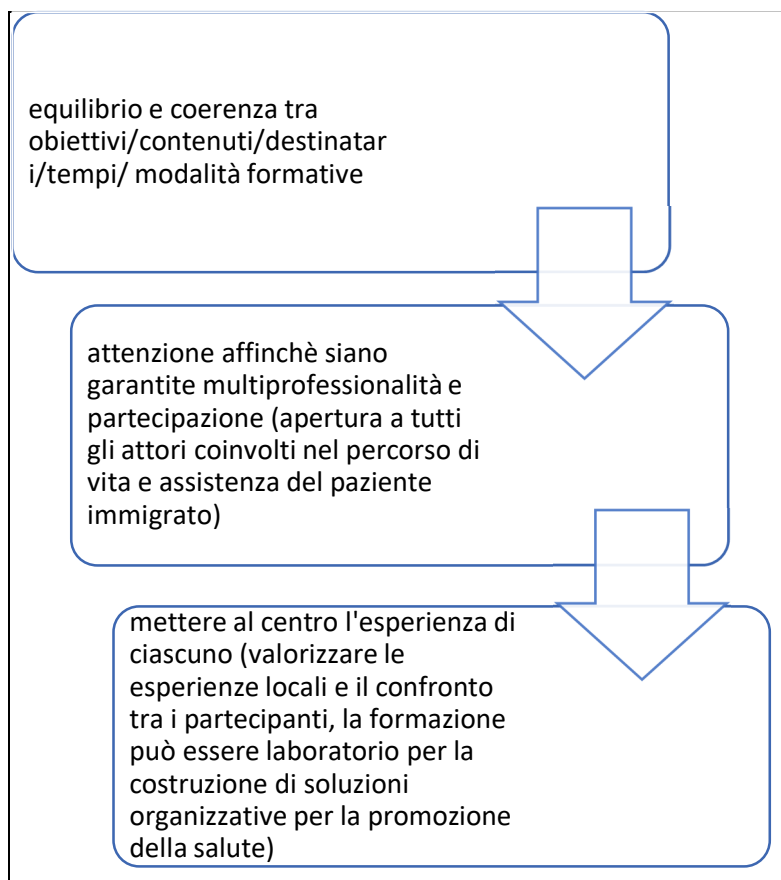 equilibrio e coerenza tra
obiettivi/contenuti/destinatar
i/tempi/ modalità formative
attenzione affinchè siano
garantite multiprofessionalità e
partecipazione (apertura a tutti
gli attori coinvolti nel percorso di
vita e assistenza del paziente
immigrato)
mettere al centro l'esperienza di
ciascuno (valorizzare le
esperienze locali e il confronto
tra i partecipanti, la formazione
può essere laboratorio per la
costruzione di soluzioni
organizzative per la promozione
della salute)